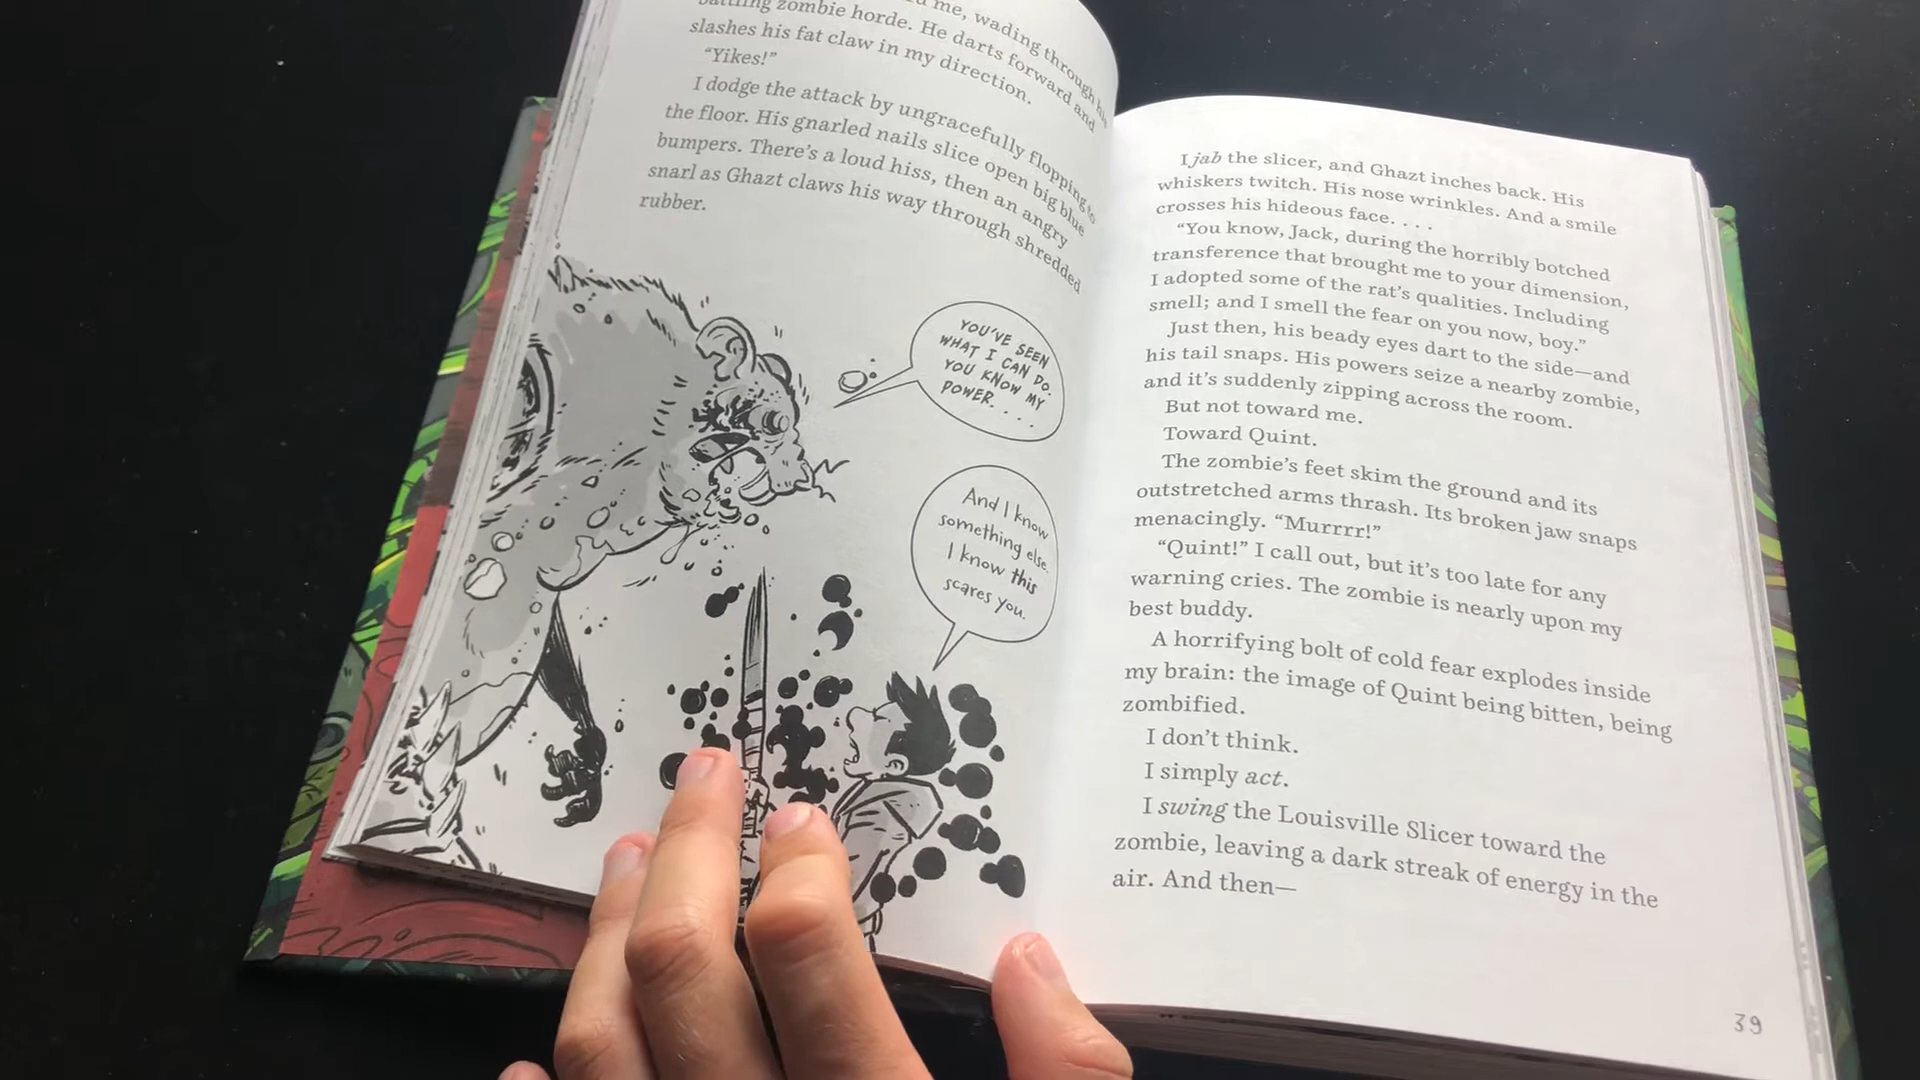 me, wading through his
battling zombie horde. He darts forward and
slashes his fat claw in my direction.
“Yikes!”
I dodge the attack by ungracefully flopping to
the floor. His gnarled nails slice open big blue
bumpers. There’s a loud hiss, then an angry
snarl as Ghazt claws his way through shredded
rubber.
YOU’VE SEEN
WHAT I CAN DO.
YOU KNOW MY
POWER. . . .
And I know
something else.
I know this
scares you.
I jab the slicer, and Ghazt inches back. His
whiskers twitch. His nose wrinkles. And a smile
crosses his hideous face. . . .
“You know, Jack, during the horribly botched
transference that brought me to your dimension,
I adopted some of the rat’s qualities. Including
smell; and I smell the fear on you now, boy.”
Just then, his beady eyes dart to the side—and
his tail snaps. His powers seize a nearby zombie,
and it’s suddenly zipping across the room.
But not toward me.
Toward Quint.
The zombie’s feet skim the ground and its
outstretched arms thrash. Its broken jaw snaps
menacingly. “Murrrr!”
“Quint!” I call out, but it’s too late for any
warning cries. The zombie is nearly upon my
best buddy.
A horrifying bolt of cold fear explodes inside
my brain: the image of Quint being bitten, being
zombified.
I don’t think.
I simply act.
I swing the Louisville Slicer toward the
zombie, leaving a dark streak of energy in the
air. And then—
39